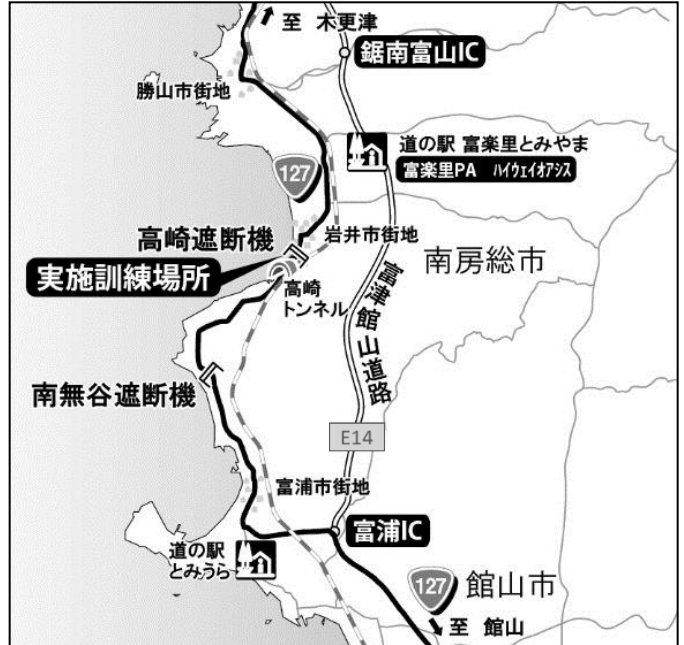 至 木更津
鋸南富山IC
勝山市街地
道の駅 富楽里とみやま
富楽里PA ハイウェイオアシス
127
高崎遮断機
岩井市街地
南房総市
実施訓練場所
高崎
トンネル
富津館山道路
南無谷遮断機
E14
富浦市街地
富浦IC
道の駅
とみうら
127
館山市
至 館山